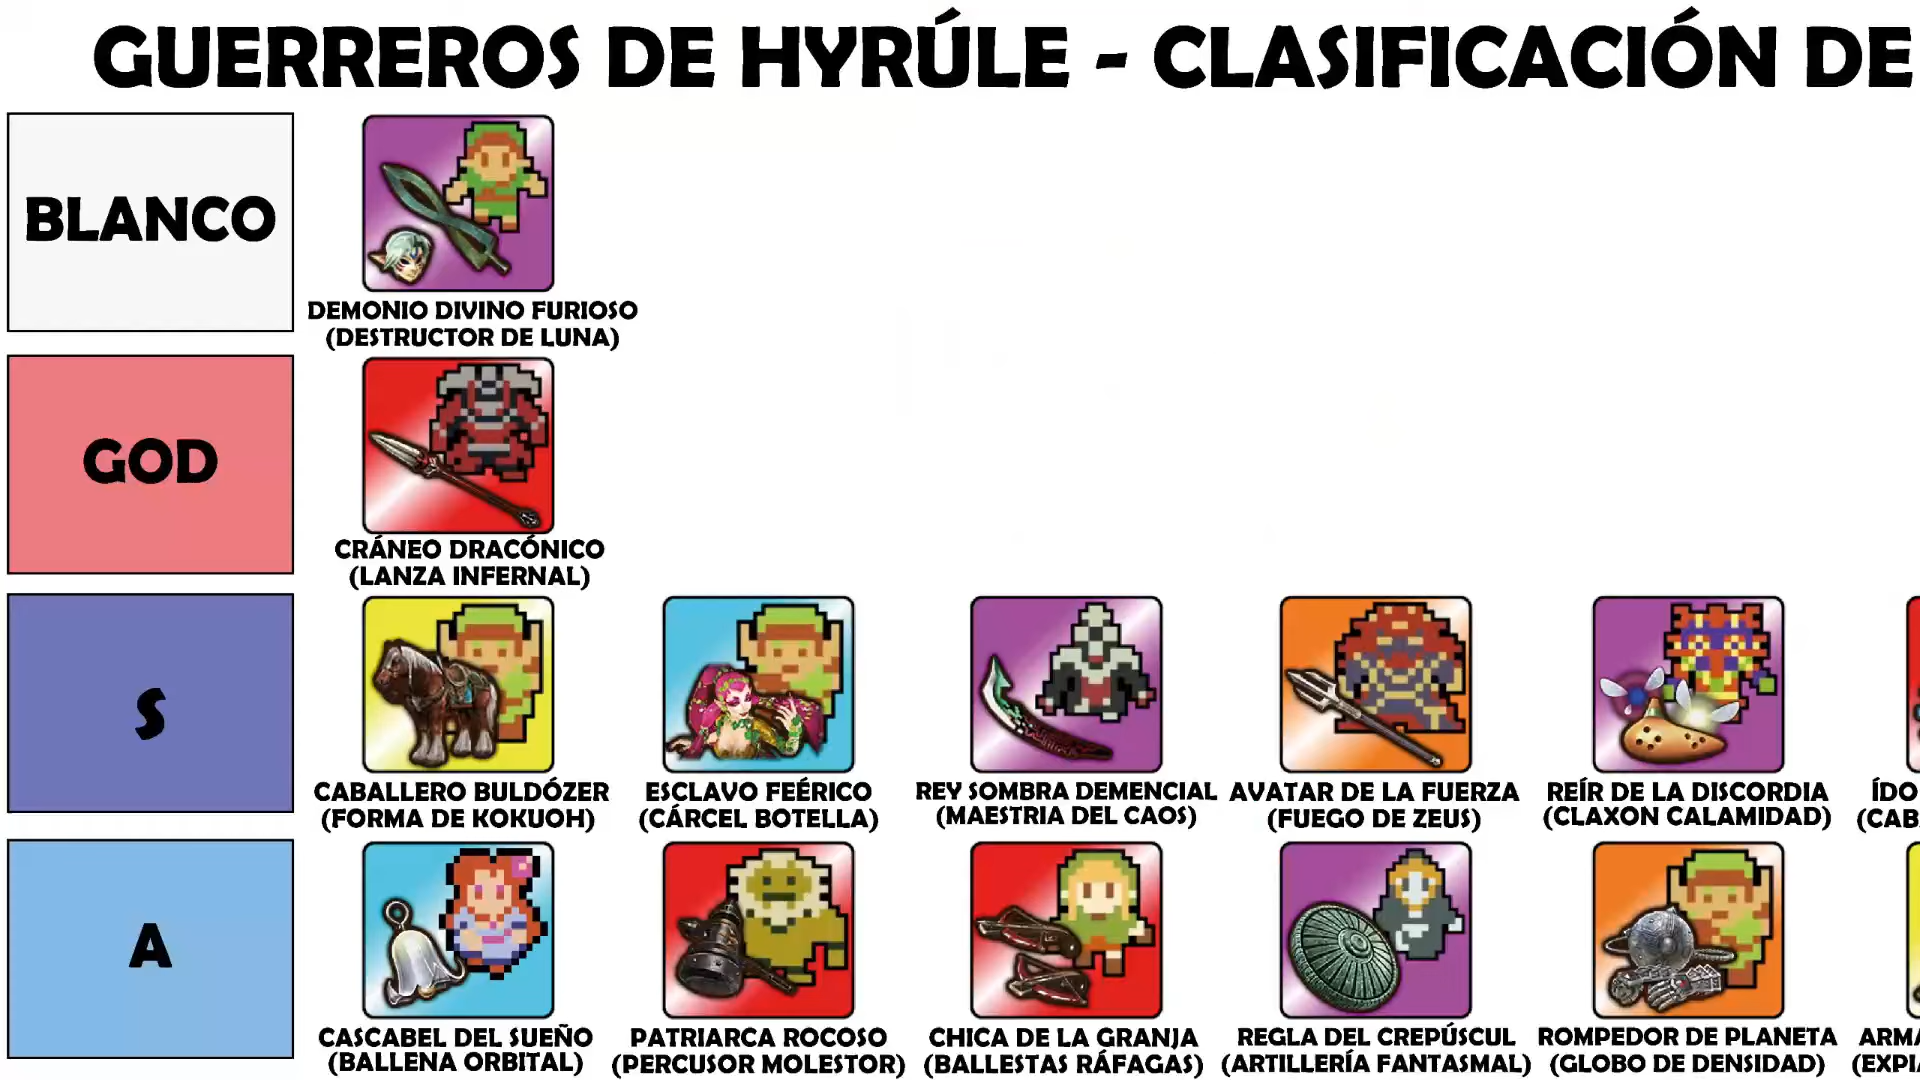 GUERREROS DE HYRÚLE - CLASIFICACIÓN DE
BLANCO
DEMONIO DIVINO FURIOSO
(DESTRUCTOR DE LUNA)
GOD
CRÁNEO DRACÓNICO
(LANZA INFERNAL)
S
CABALLERO BULDÓZER
(FORMA DE KOKUOH)
ESCLAVO FEÉRICO
(CÁRCEL BOTELLA)
REY SOMBRA DEMENCIAL
(MAESTRIA DEL CAOS)
AVATAR DE LA FUERZA
(FUEGO DE ZEUS)
REÍR DE LA DISCORDIA
(CLAXON CALAMIDAD)
A
CASCABEL DEL SUEÑO
(BALLENA ORBITAL)
PATRIARCA ROCOSO
(PERCUSOR MOLESTOR)
CHICA DE LA GRANJA
(BALLESTAS RÁFAGAS)
REGLA DEL CREPÚSCUL
(ARTILLERÍA FANTASMAL)
ROMPEDOR DE PLANETA
(GLOBO DE DENSIDAD)